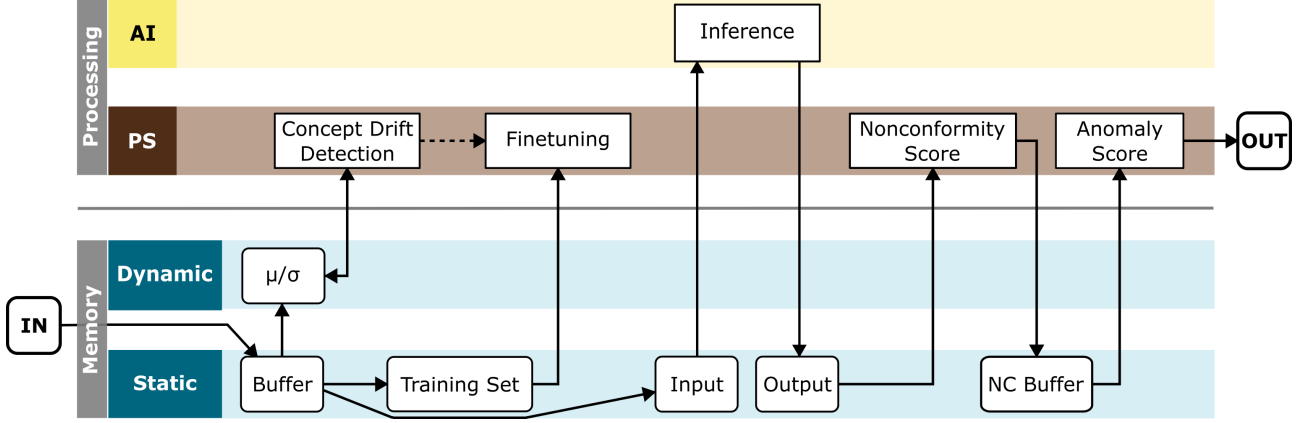 Processing
AI
Inference
PS
Concept Drift
Detection
Finetuning
Nonconformity
Score
Anomaly
Score
OUT
Memory
Dynamic
μ/σ
IN
Static
Buffer
Training Set
Input
Output
NC Buffer